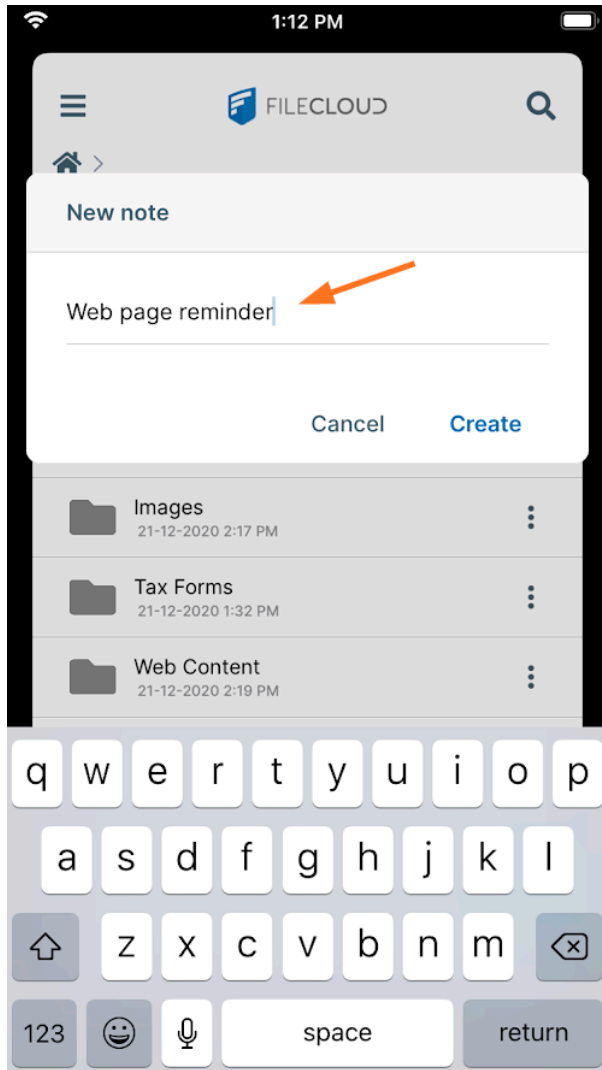 1:12 PM
FILECLOUD
New note
Web page reminder
Cancel Create
Images
21-12-2020 2:17 PM
Tax Forms
21-12-2020 1:32 PM
Web Content
21-12-2020 2:19 PM
q w e r t y u i o p
a s d f g h j k l
z x c v b n m
123 space return